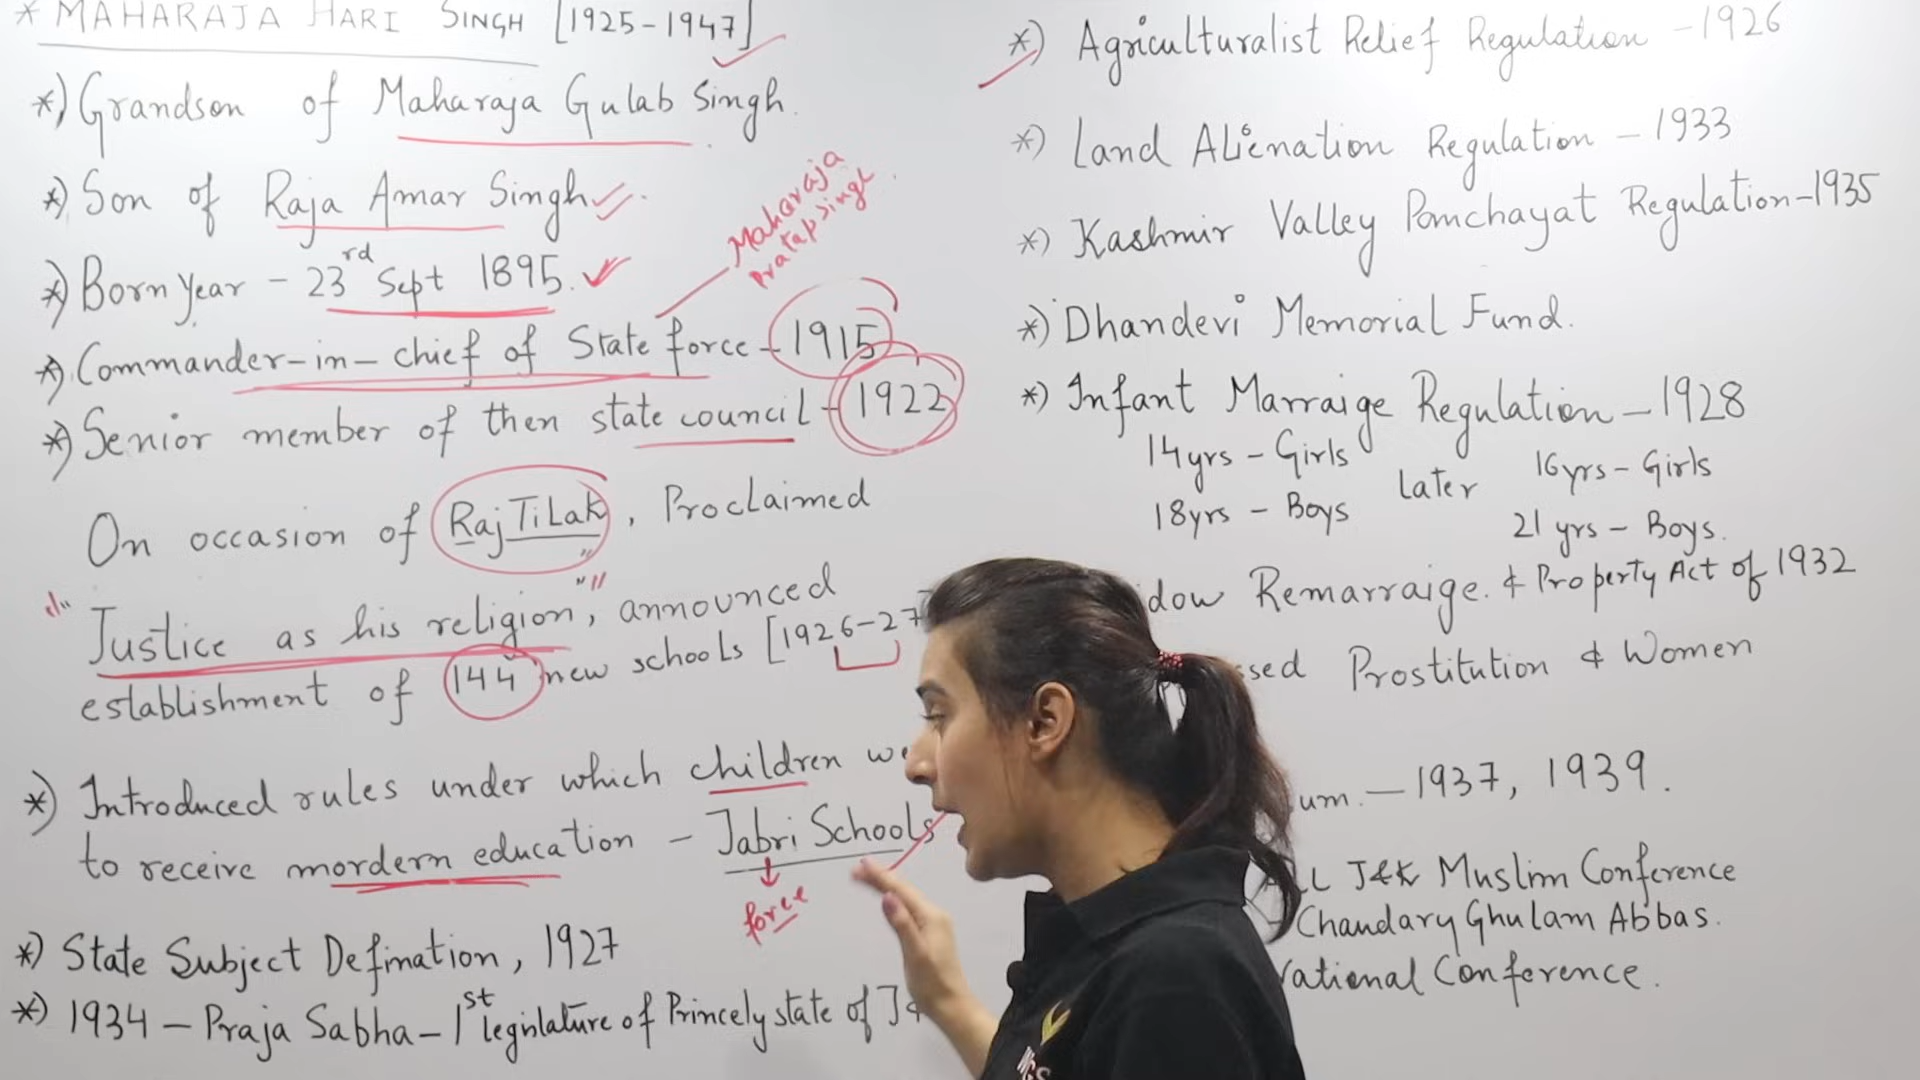 * MAHARAJA HARI SINGH [1925-1947]
*) Grandson of Maharaja Gulab Singh.
*) Son of Raja Amar Singh.
*) Born year - 23rd Sept 1895.
*) Commander-in-chief of State force - 1915
Maharaja
Pratap Singh
*) Senior member of then state council - 1922
On occasion of Raj TiLak, Proclaimed
"Justice as his religion", announced
establishment of 144 new schools [1926-27
*) Introduced rules under which children we
to receive mordern education - Jabri Schools
force
*) State Subject Defination, 1927
*) 1934 - Praja Sabha - 1st legislature of Princely state of J&
*) Agriculturalist Relief Regulation - 1926
*) Land Alienation Regulation - 1933
*) Kashmir Valley Panchayat Regulation - 1935
*) Dhandevi Memorial Fund.
*) Infant Marraige Regulation - 1928
14yrs - Girls
18yrs - Boys
Later
16yrs - Girls
21 yrs - Boys.
dow Remarraige. & Property Act of 1932
ssed Prostitution & Women
um. - 1937, 1939.
LL J&K Muslim Conference
Chaudary Ghulam Abbas.
National Conference.